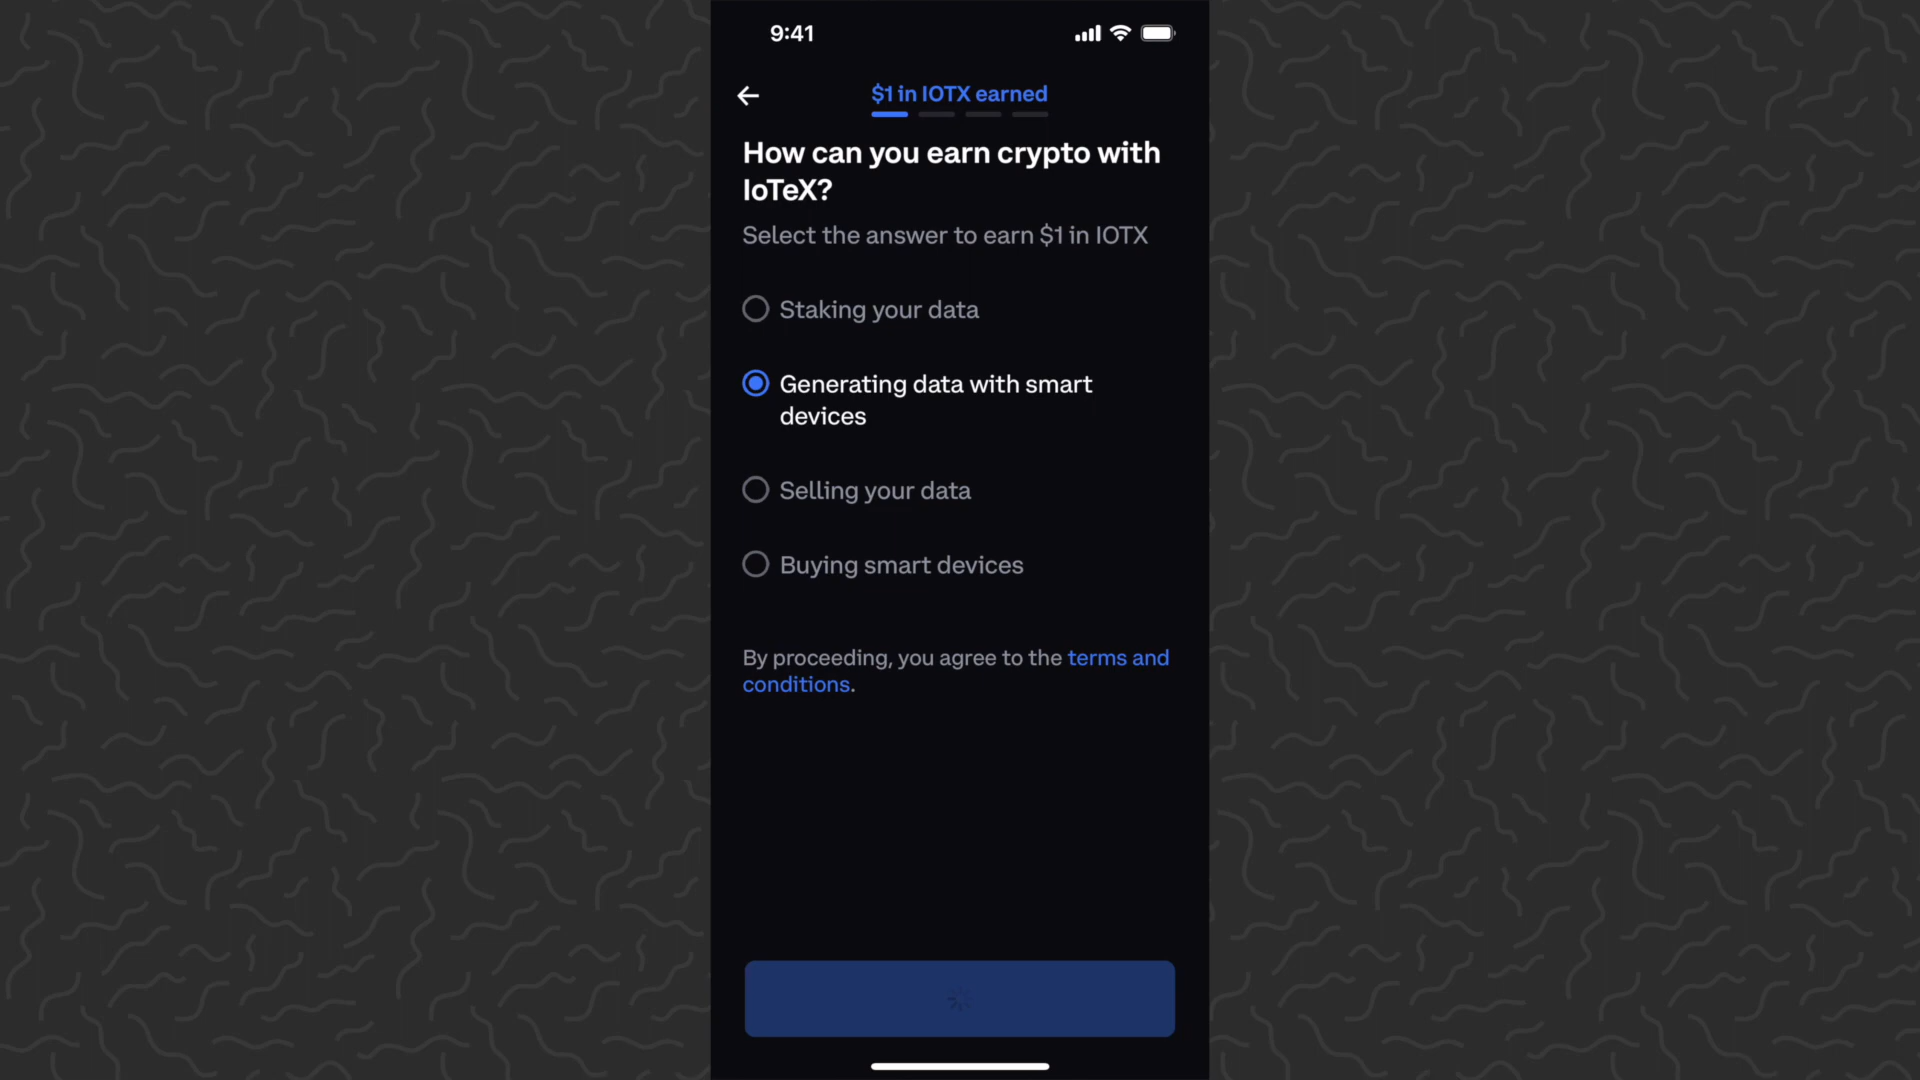 9:41
$1 in IOTX earned
How can you earn crypto with
IoTeX?
Select the answer to earn $1 in IOTX
Staking your data
Generating data with smart
devices
Selling your data
Buying smart devices
By proceeding, you agree to the terms and
conditions.